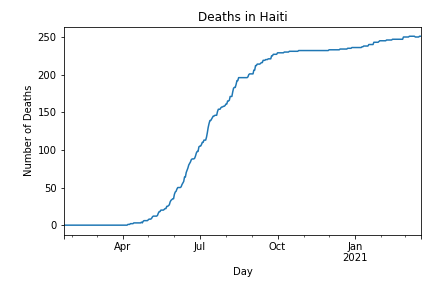 Deaths in Haiti
250
200
150
100
50
0
Number of Deaths
Apr
Jul
Oct
Jan
2021
Day